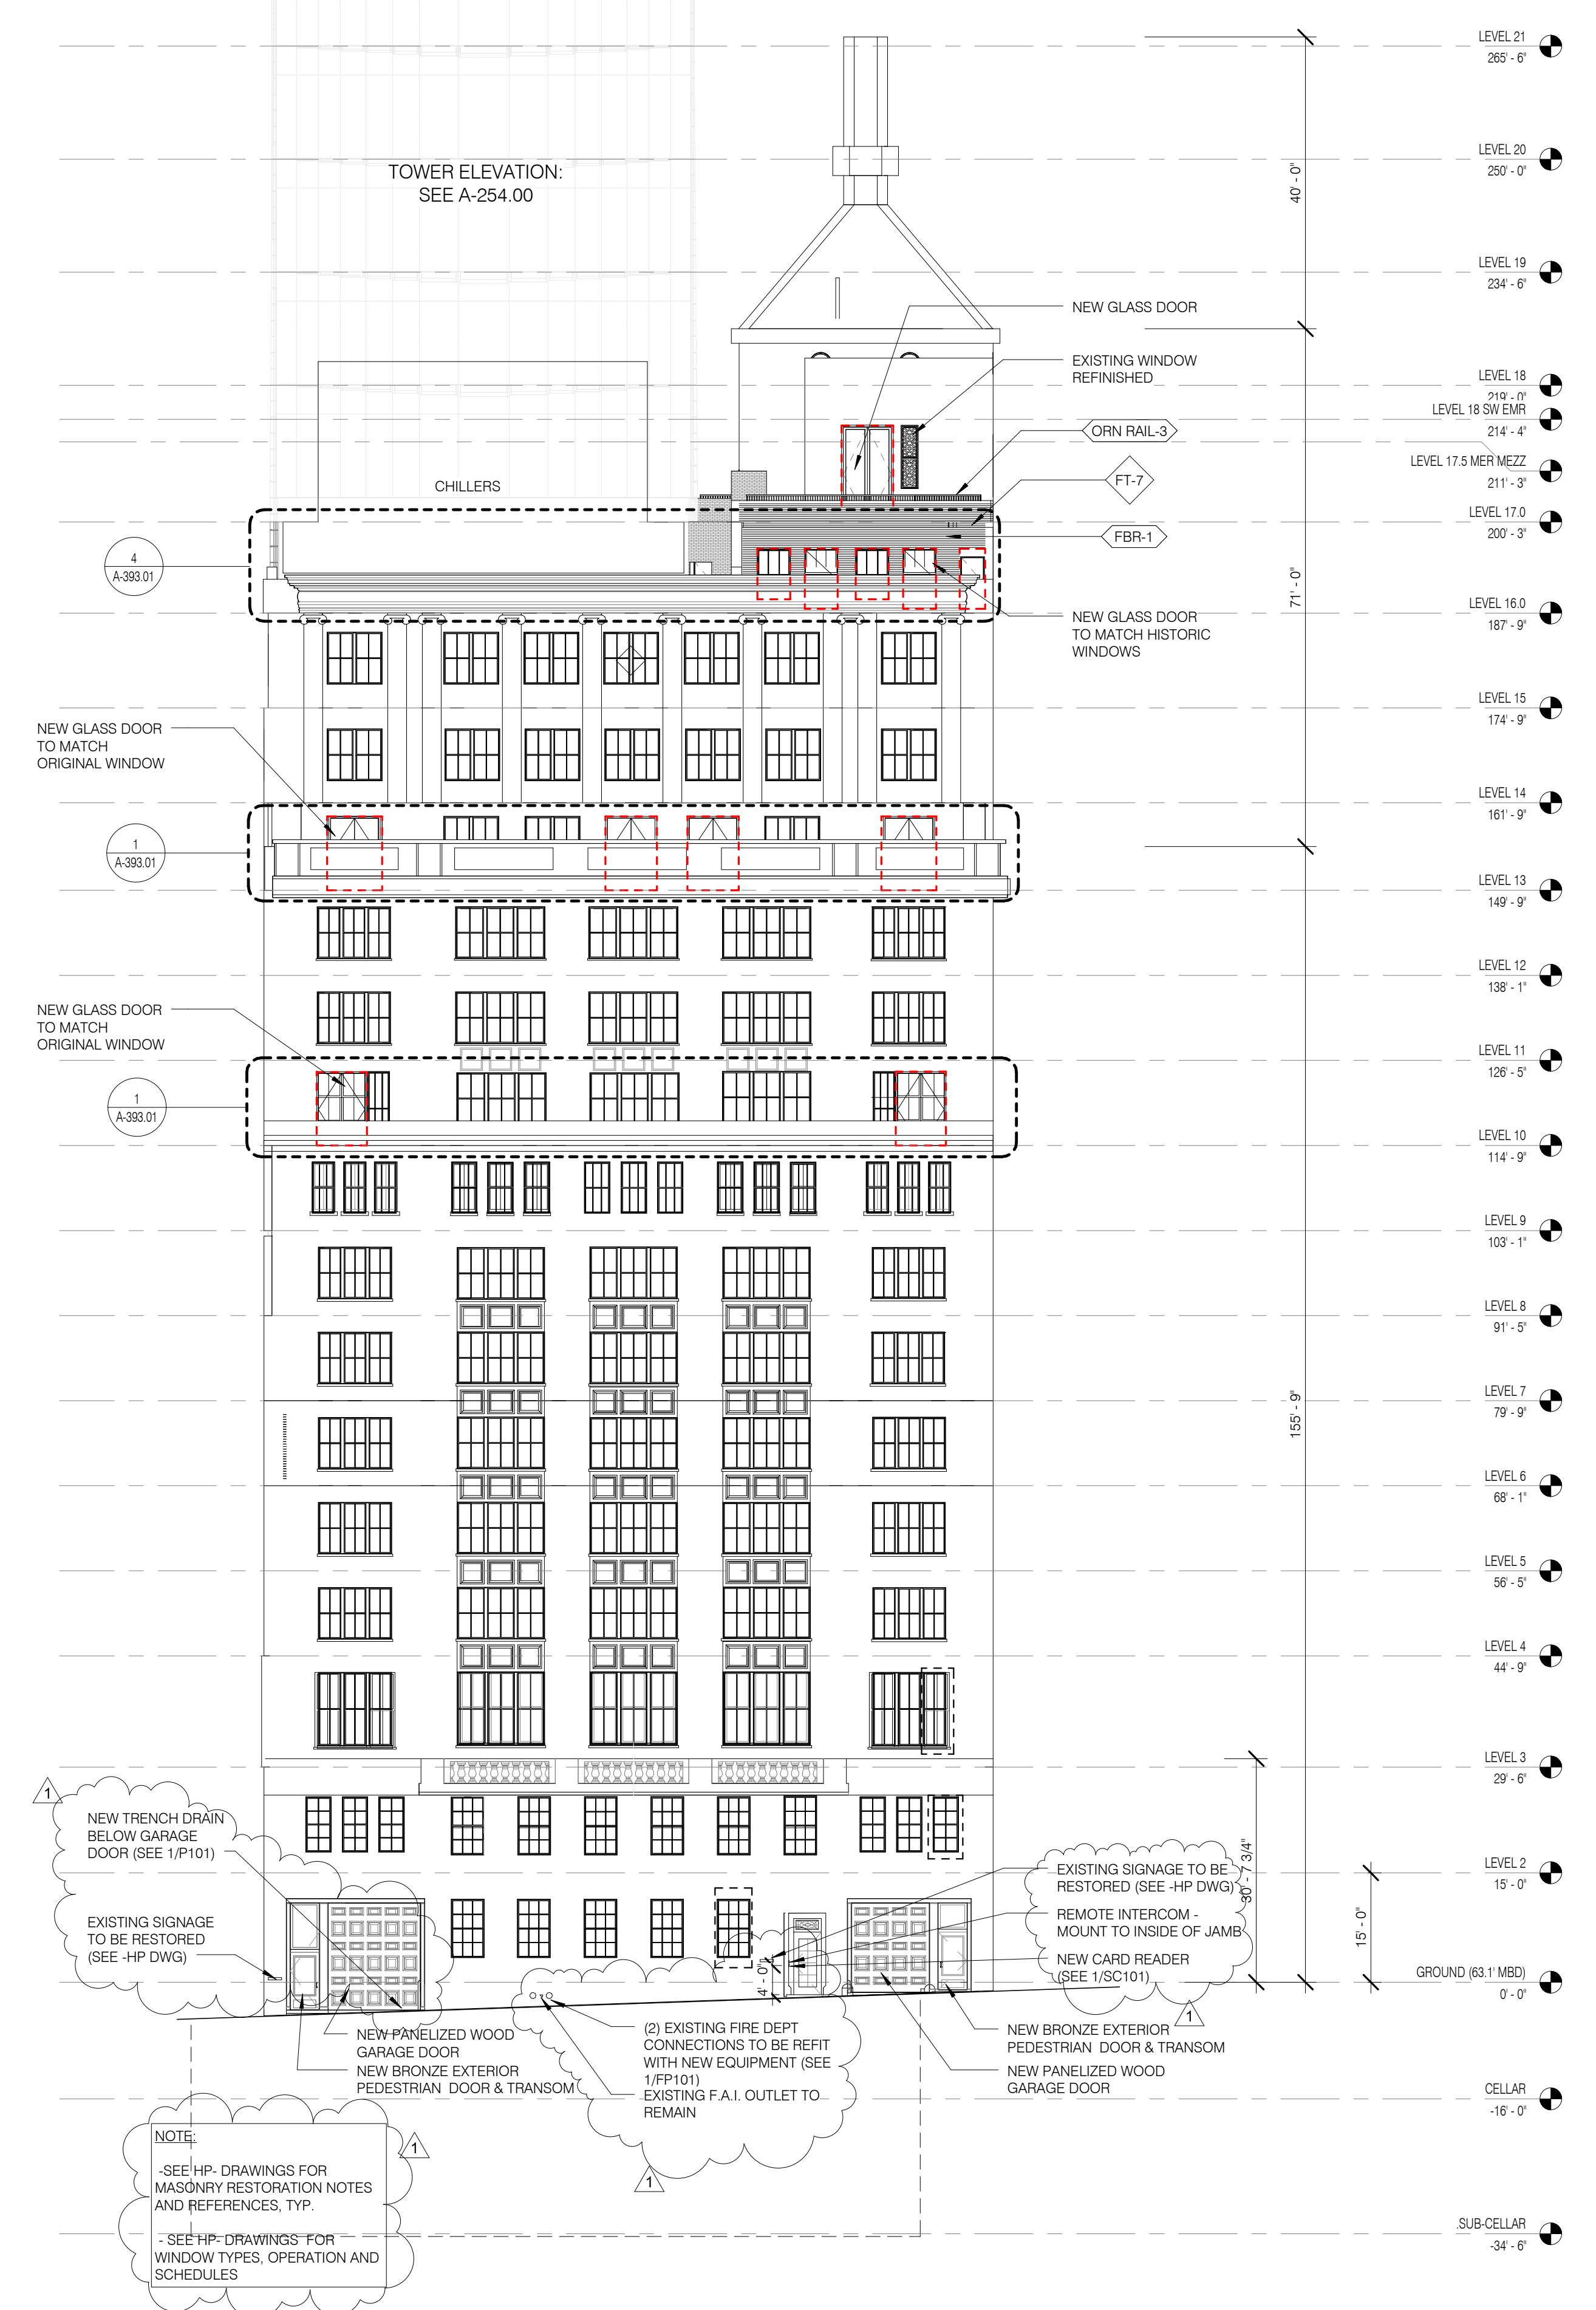 LEVEL 21
265' - 6"
LEVEL 20
250' - 0"
40' - 0"
TOWER ELEVATION:
SEE A-254.00
LEVEL 19
234' - 6"
NEW GLASS DOOR
EXISTING WINDOW
REFINISHED
LEVEL 18
219' - 0"
LEVEL 18 SW EMR
214' - 4"
ORN RAIL-3
LEVEL 17.5 MER MEZZ
211' - 3"
FT-7
CHILLERS
LEVEL 17.0
200' - 3"
FBR-1
4
A-393.01
71' - 0"
LEVEL 16.0
187' - 9"
NEW GLASS DOOR
TO MATCH HISTORIC
WINDOWS
LEVEL 15
174' - 9"
NEW GLASS DOOR
TO MATCH
ORIGINAL WINDOW
LEVEL 14
161' - 9"
1
A-393.01
LEVEL 13
149' - 9"
LEVEL 12
138' - 1"
NEW GLASS DOOR
TO MATCH
ORIGINAL WINDOW
LEVEL 11
126' - 5"
1
A-393.01
LEVEL 10
114' - 9"
LEVEL 9
103' - 1"
LEVEL 8
91' - 5"
LEVEL 7
79' - 9"
155' - 9"
LEVEL 6
68' - 1"
LEVEL 5
56' - 5"
LEVEL 4
44' - 9"
LEVEL 3
29' - 6"
1
NEW TRENCH DRAIN
BELOW GARAGE
DOOR (SEE 1/P101)
30' - 7 3/4"
LEVEL 2
15' - 0"
EXISTING SIGNAGE TO BE
RESTORED (SEE -HP DWG)
REMOTE INTERCOM -
MOUNT TO INSIDE OF JAMB
NEW CARD READER
(SEE 1/SC101)
15' - 0"
EXISTING SIGNAGE
TO BE RESTORED
(SEE -HP DWG)
4' - 0"
GROUND (63.1' MBD)
0' - 0"
1
NEW PANELIZED WOOD
GARAGE DOOR
NEW BRONZE EXTERIOR
PEDESTRIAN DOOR & TRANSOM
(2) EXISTING FIRE DEPT
CONNECTIONS TO BE REFIT
WITH NEW EQUIPMENT (SEE
1/FP101)
EXISTING F.A.I. OUTLET TO
REMAIN
1
NEW BRONZE EXTERIOR
PEDESTRIAN DOOR & TRANSOM
NEW PANELIZED WOOD
GARAGE DOOR
CELLAR
-16' - 0"
NOTE:
1
-SEE HP- DRAWINGS FOR
MASONRY RESTORATION NOTES
AND REFERENCES, TYP.
- SEE HP- DRAWINGS FOR
WINDOW TYPES, OPERATION AND
SCHEDULES
.SUB-CELLAR
-34' - 6"